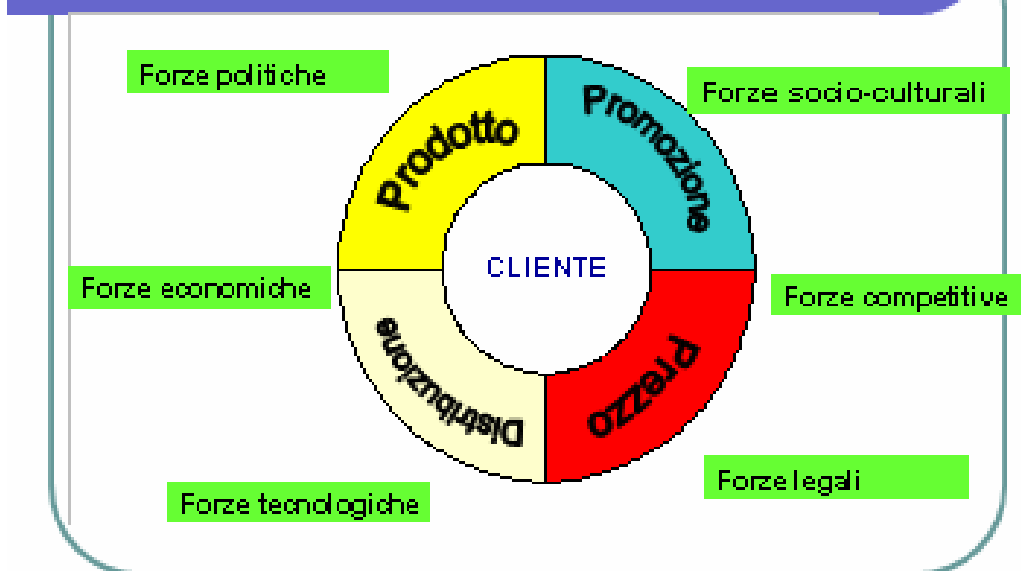 Forze politiche
Forze socio-culturali
Prodotto
Promozione
CLIENTE
Forze economiche
Forze competitive
Distribuzione
Prezzo
Forze legali
Forze tecnologiche